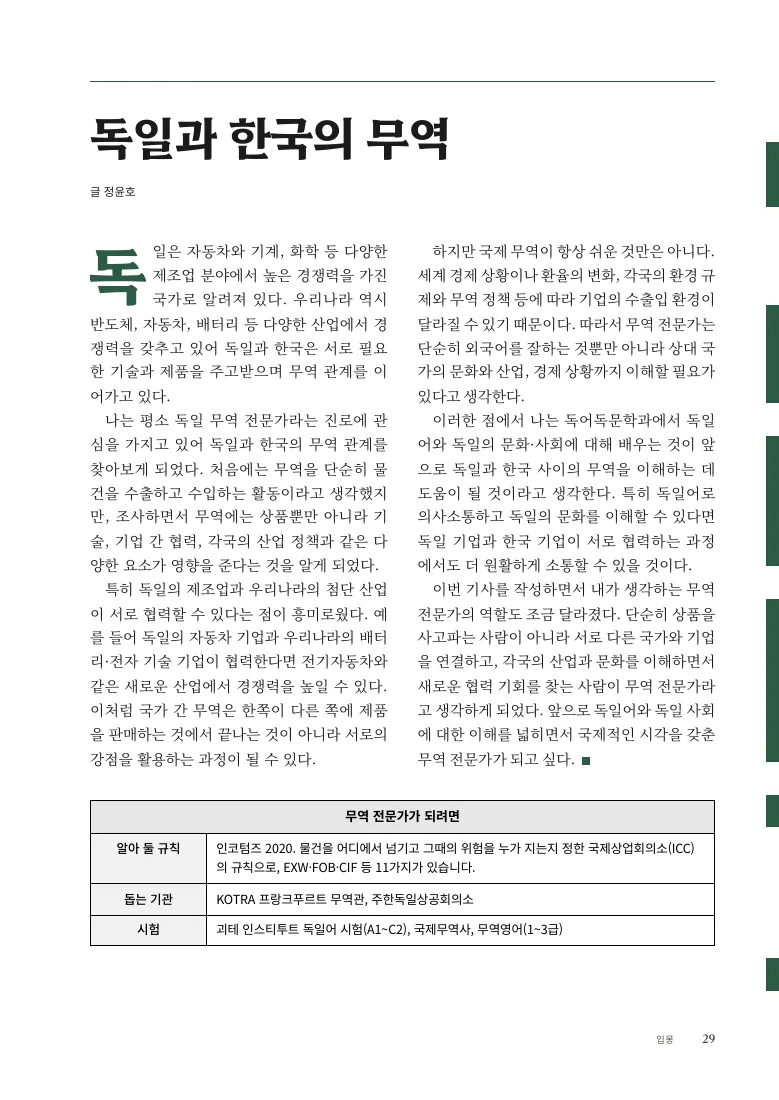 독일과 한국의 무역
글 정윤호
독일은 자동차와 기계, 화학 등 다양한
제조업 분야에서 높은 경쟁력을 가진
국가로 알려져 있다. 우리나라 역시
반도체, 자동차, 배터리 등 다양한 산업에서 경
쟁력을 갖추고 있어 독일과 한국은 서로 필요
한 기술과 제품을 주고받으며 무역 관계를 이
어가고 있다.
나는 평소 독일 무역 전문가라는 진로에 관
심을 가지고 있어 독일과 한국의 무역 관계를
찾아보게 되었다. 처음에는 무역을 단순히 물
건을 수출하고 수입하는 활동이라고 생각했지
만, 조사하면서 무역에는 상품뿐만 아니라 기
술, 기업 간 협력, 각국의 산업 정책과 같은 다
양한 요소가 영향을 준다는 것을 알게 되었다.
특히 독일의 제조업과 우리나라의 첨단 산업
이 서로 협력할 수 있다는 점이 흥미로웠다. 예
를 들어 독일의 자동차 기업과 우리나라의 배터
리·전자 기술 기업이 협력한다면 전기자동차와
같은 새로운 산업에서 경쟁력을 높일 수 있다.
이처럼 국가 간 무역은 한쪽이 다른 쪽에 제품
을 판매하는 것에서 끝나는 것이 아니라 서로의
강점을 활용하는 과정이 될 수 있다.
하지만 국제 무역이 항상 쉬운 것만은 아니다.
세계 경제 상황이나 환율의 변화, 각국의 환경 규
제와 무역 정책 등에 따라 기업의 수출입 환경이
달라질 수 있기 때문이다. 따라서 무역 전문가는
단순히 외국어를 잘하는 것뿐만 아니라 상대 국
가의 문화와 산업, 경제 상황까지 이해할 필요가
있다고 생각한다.
이러한 점에서 나는 독어독문학과에서 독일
어와 독일의 문화·사회에 대해 배우는 것이 앞
으로 독일과 한국 사이의 무역을 이해하는 데
도움이 될 것이라고 생각한다. 특히 독일어로
의사소통하고 독일의 문화를 이해할 수 있다면
독일 기업과 한국 기업이 서로 협력하는 과정
에서도 더 원활하게 소통할 수 있을 것이다.
이번 기사를 작성하면서 내가 생각하는 무역
전문가의 역할도 조금 달라졌다. 단순히 상품을
사고파는 사람이 아니라 서로 다른 국가와 기업
을 연결하고, 각국의 산업과 문화를 이해하면서
새로운 협력 기회를 찾는 사람이 무역 전문가라
고 생각하게 되었다. 앞으로 독일어와 독일 사회
에 대한 이해를 넓히면서 국제적인 시각을 갖춘
무역 전문가가 되고 싶다. ■
무역 전문가가 되려면
알아 둘 규칙 인코텀즈 2020. 물건을 어디에서 넘기고 그때의 위험을 누가 지는지 정한 국제상업회의소(ICC)
의 규칙으로, EXW·FOB·CIF 등 11가지가 있습니다.
돕는 기관 KOTRA 프랑크푸르트 무역관, 주한독일상공회의소
시험 괴테 인스티투트 독일어 시험(A1~C2), 국제무역사, 무역영어(1~3급)
입몽 29